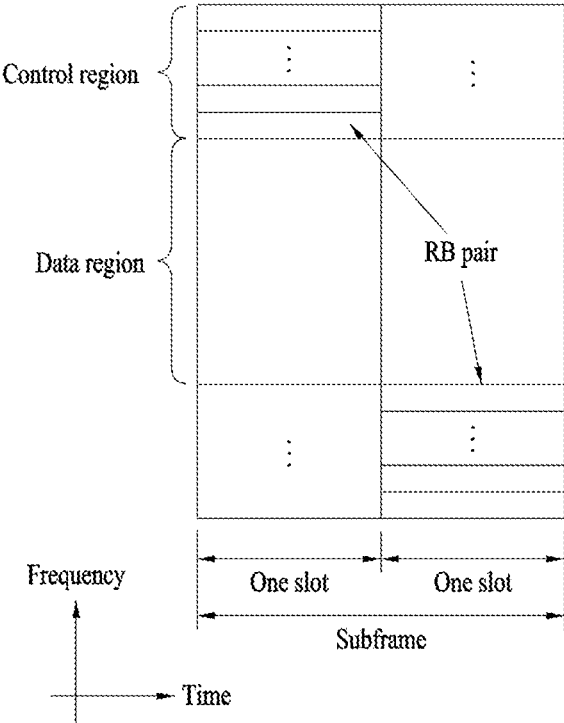 Control region
Data region
RB pair
One slot
One slot
Subframe
Frequency
Time